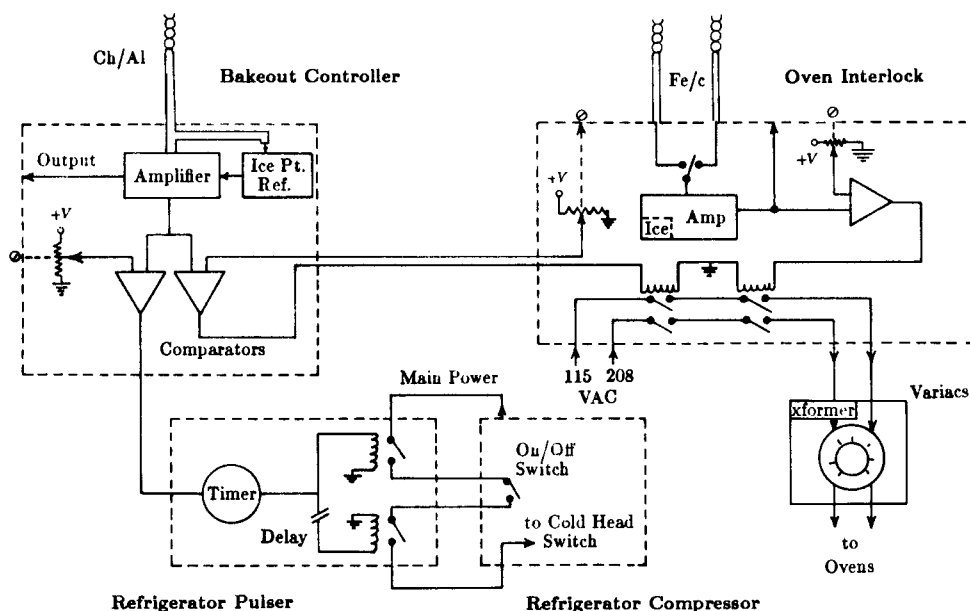 Ch/Al
Bakeout Controller
Fe/c
Oven Interlock
Output
Amplifier
Ice Pt.
Ref.
+V
+V
+V
Amp
Ice
Comparators
115 208
VAC
Main Power
Variacs
xformer
On/Off
Switch
Timer
Delay
to Cold Head
Switch
to
Ovens
Refrigerator Pulser
Refrigerator Compressor